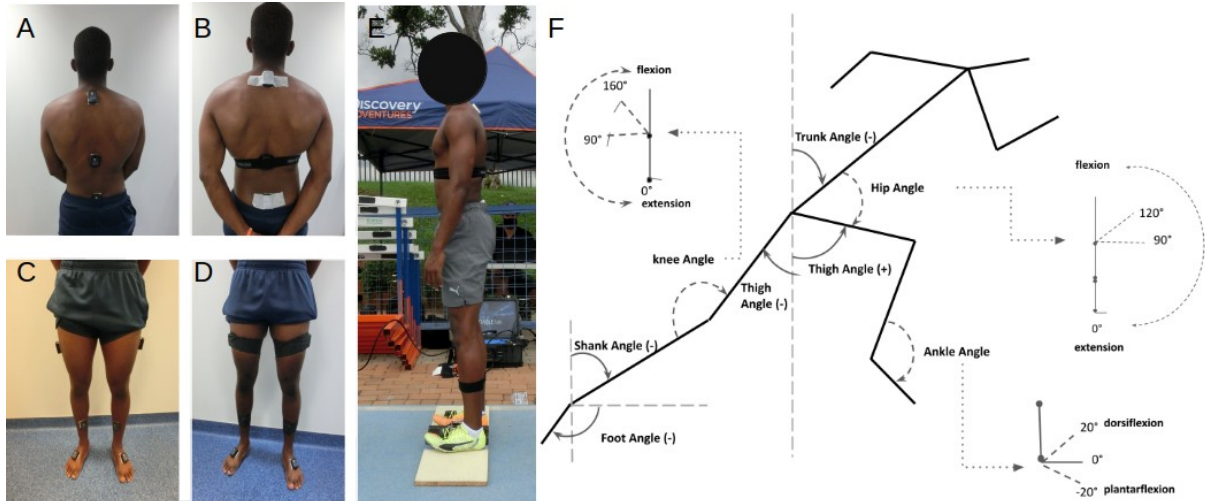 A
B
C
D
E
Discovery
ADVENTURES
F
flexion
160°
90°
0°
extension
Trunk Angle (-)
Hip Angle
knee Angle
Thigh Angle (+)
Thigh
Angle (-)
Shank Angle (-)
Ankle Angle
Foot Angle (-)
flexion
120°
90°
0°
extension
20°
dorsiflexion
0°
-20°
plantarflexion